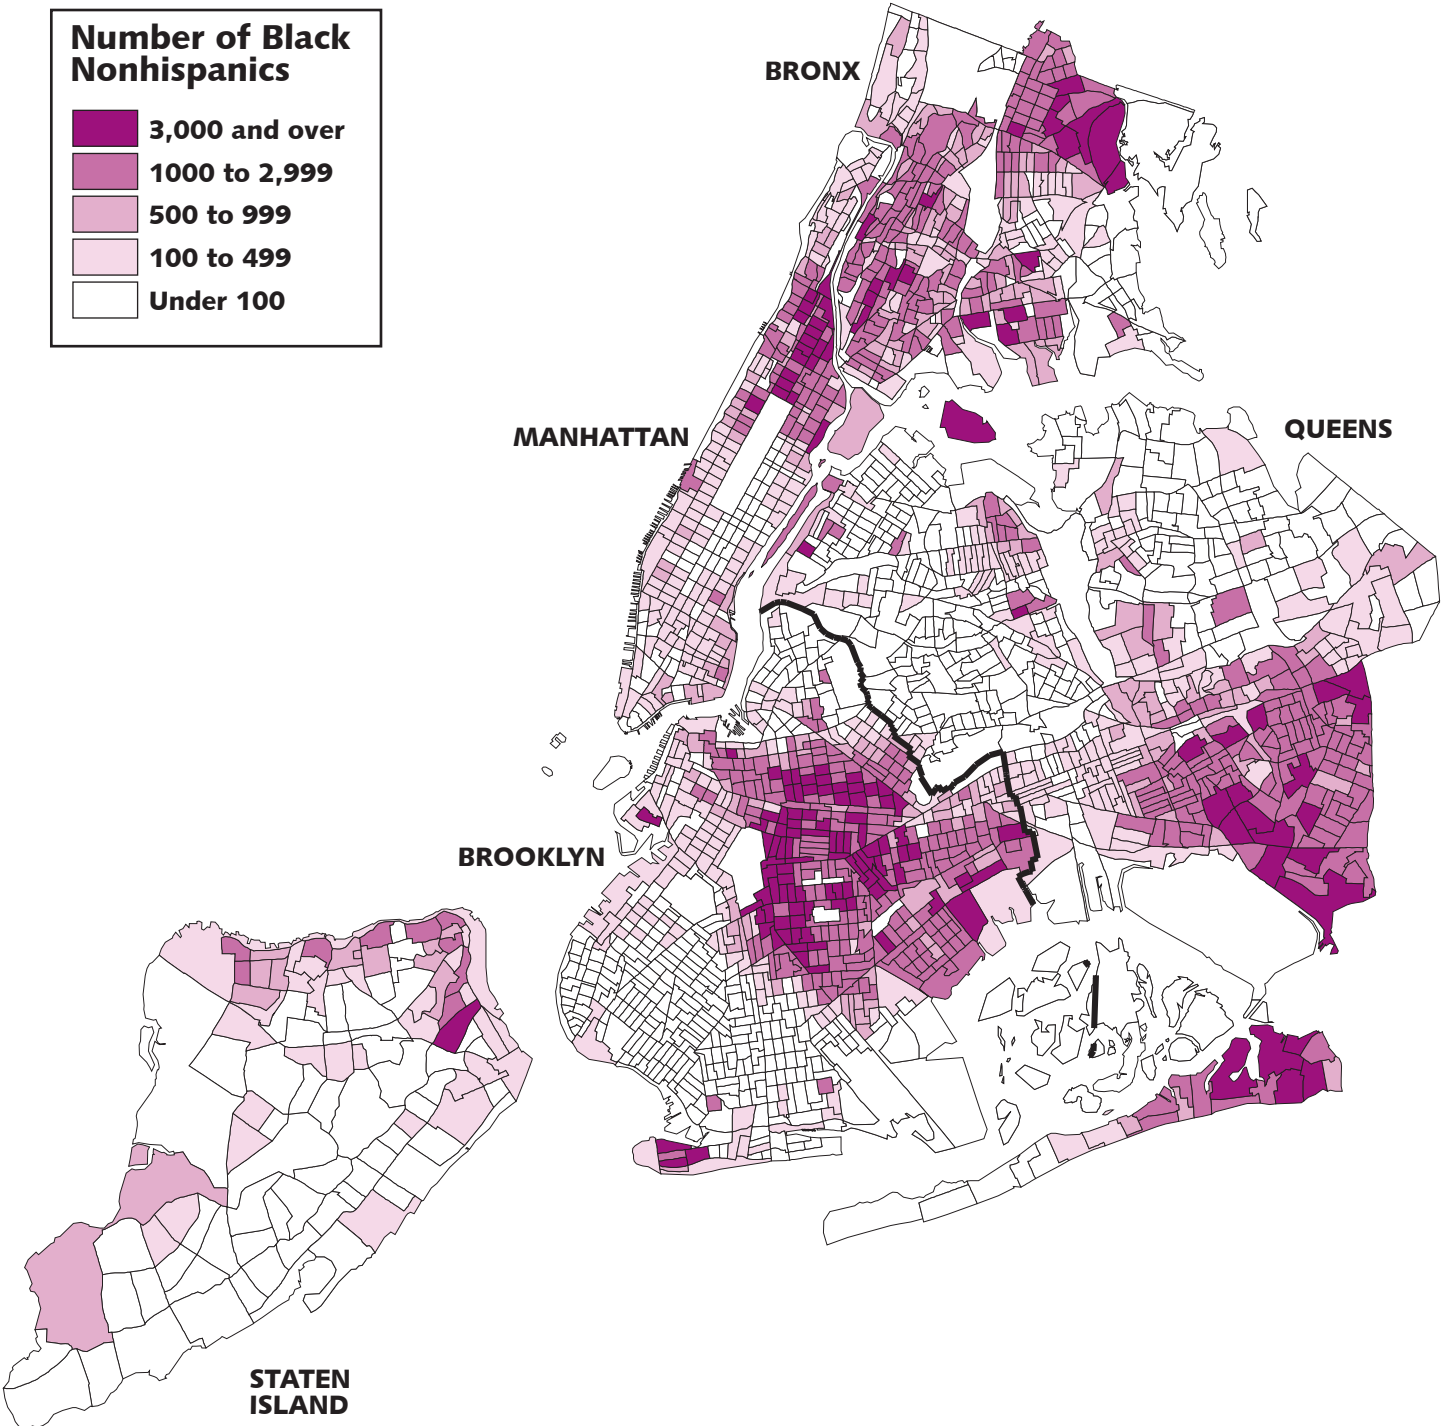 Number of Black
Nonhispanics
3,000 and over
1000 to 2,999
500 to 999
100 to 499
Under 100
BRONX
MANHATTAN
QUEENS
BROOKLYN
STATEN
ISLAND